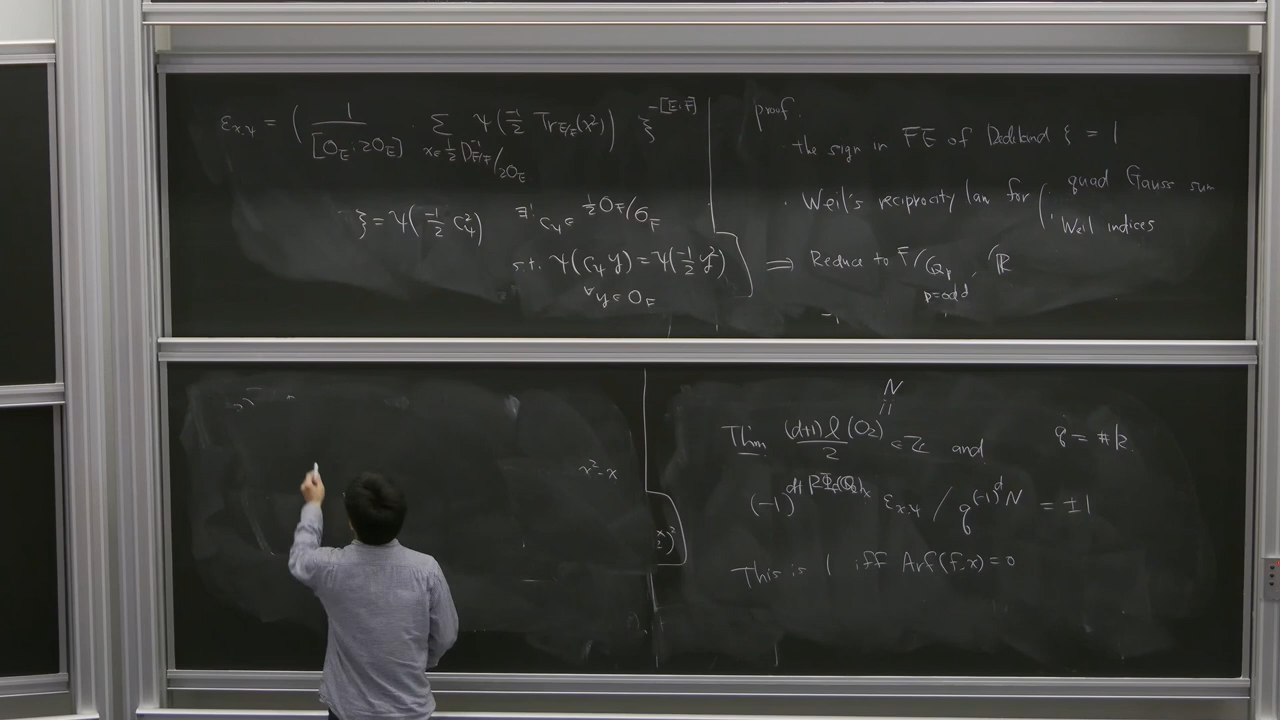 ε_{x,ψ} = ( 1/[O_E:2O_E] · Σ_{x∈ ½ D_{E/F}^{-1}/2O_E} ψ(-1/2 Tr_{E/F}(x²)) ) ξ^{-[E:F]}
ξ = ψ(-1/2 c_ψ²) ∃! c_ψ ∈ ½O_F/O_F
s.t. ψ(c_ψ y) = ψ(-1/2 y²)
∀y ∈ O_F
proof.
· the sign in FE of Dedekind ξ = 1
· Weil's reciprocity law for ( quad Gauss sum
· Weil indices
⟹ Reduce to F/Q_p, R
p=odd
x² - x
N
Thm (d+1)l(O_Z)/2 ∈ Z and q = #k
ε_{x,ψ} / q^{(-1)^d N} = ±1
This is 1 iff Arf(f,x) = 0